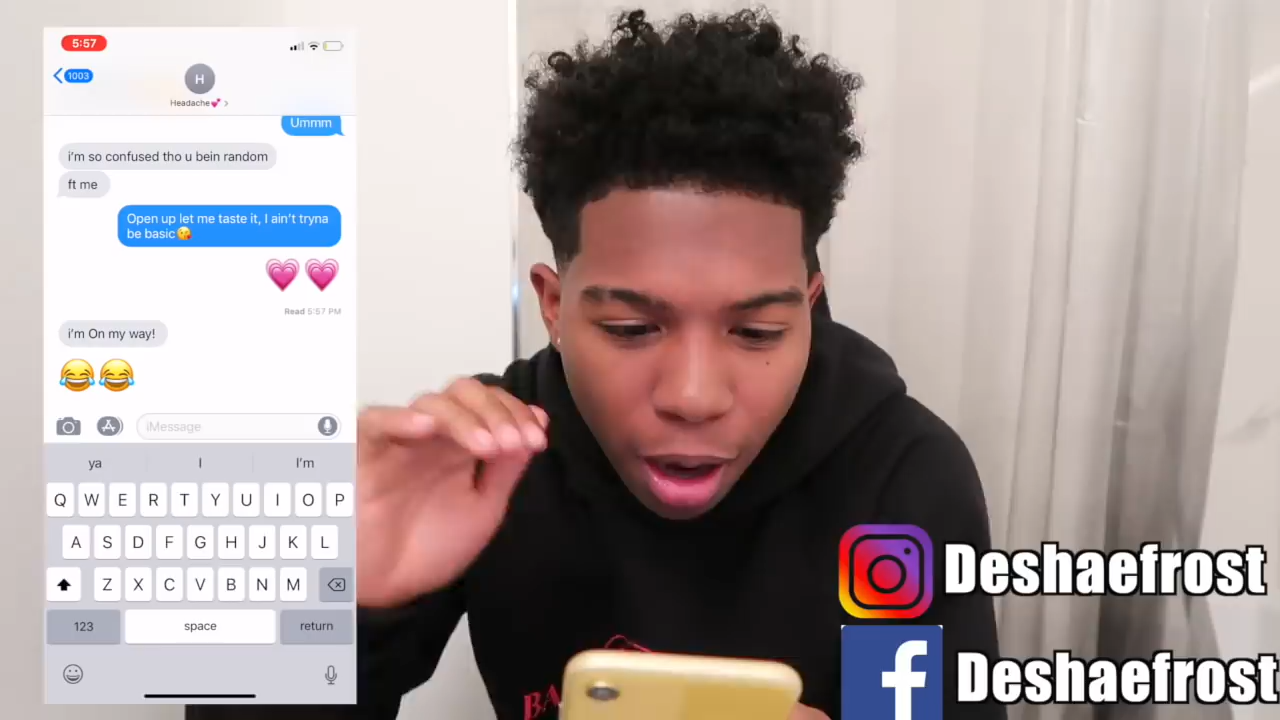 5:57
1003
H
Headache💕 >
Ummm
i'm so confused tho u bein random
ft me
Open up let me taste it, I ain't tryna
be basic😘
💗💗
Read 5:57 PM
i'm On my way!
😂😂
iMessage
ya I I'm
Q W E R T Y U I O P
A S D F G H J K L
Z X C V B N M
123 space return
Deshaefrost
Deshaefrost
BA